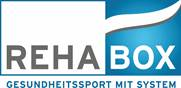 REHA BOX
GESUNDHEITSSPORT MIT SYSTEM